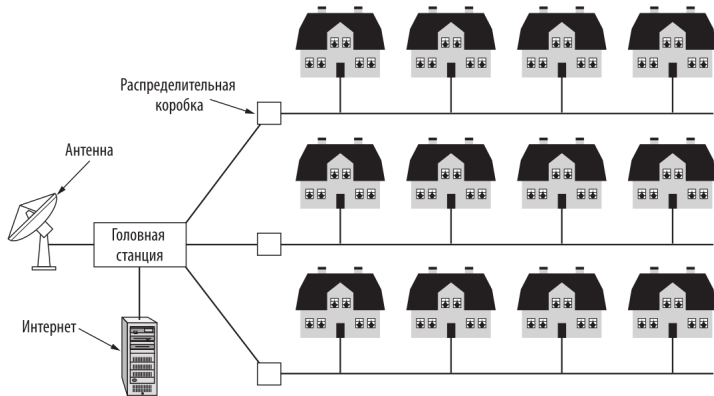 Распределительная
коробка
Антенна
Головная
станция
Интернет